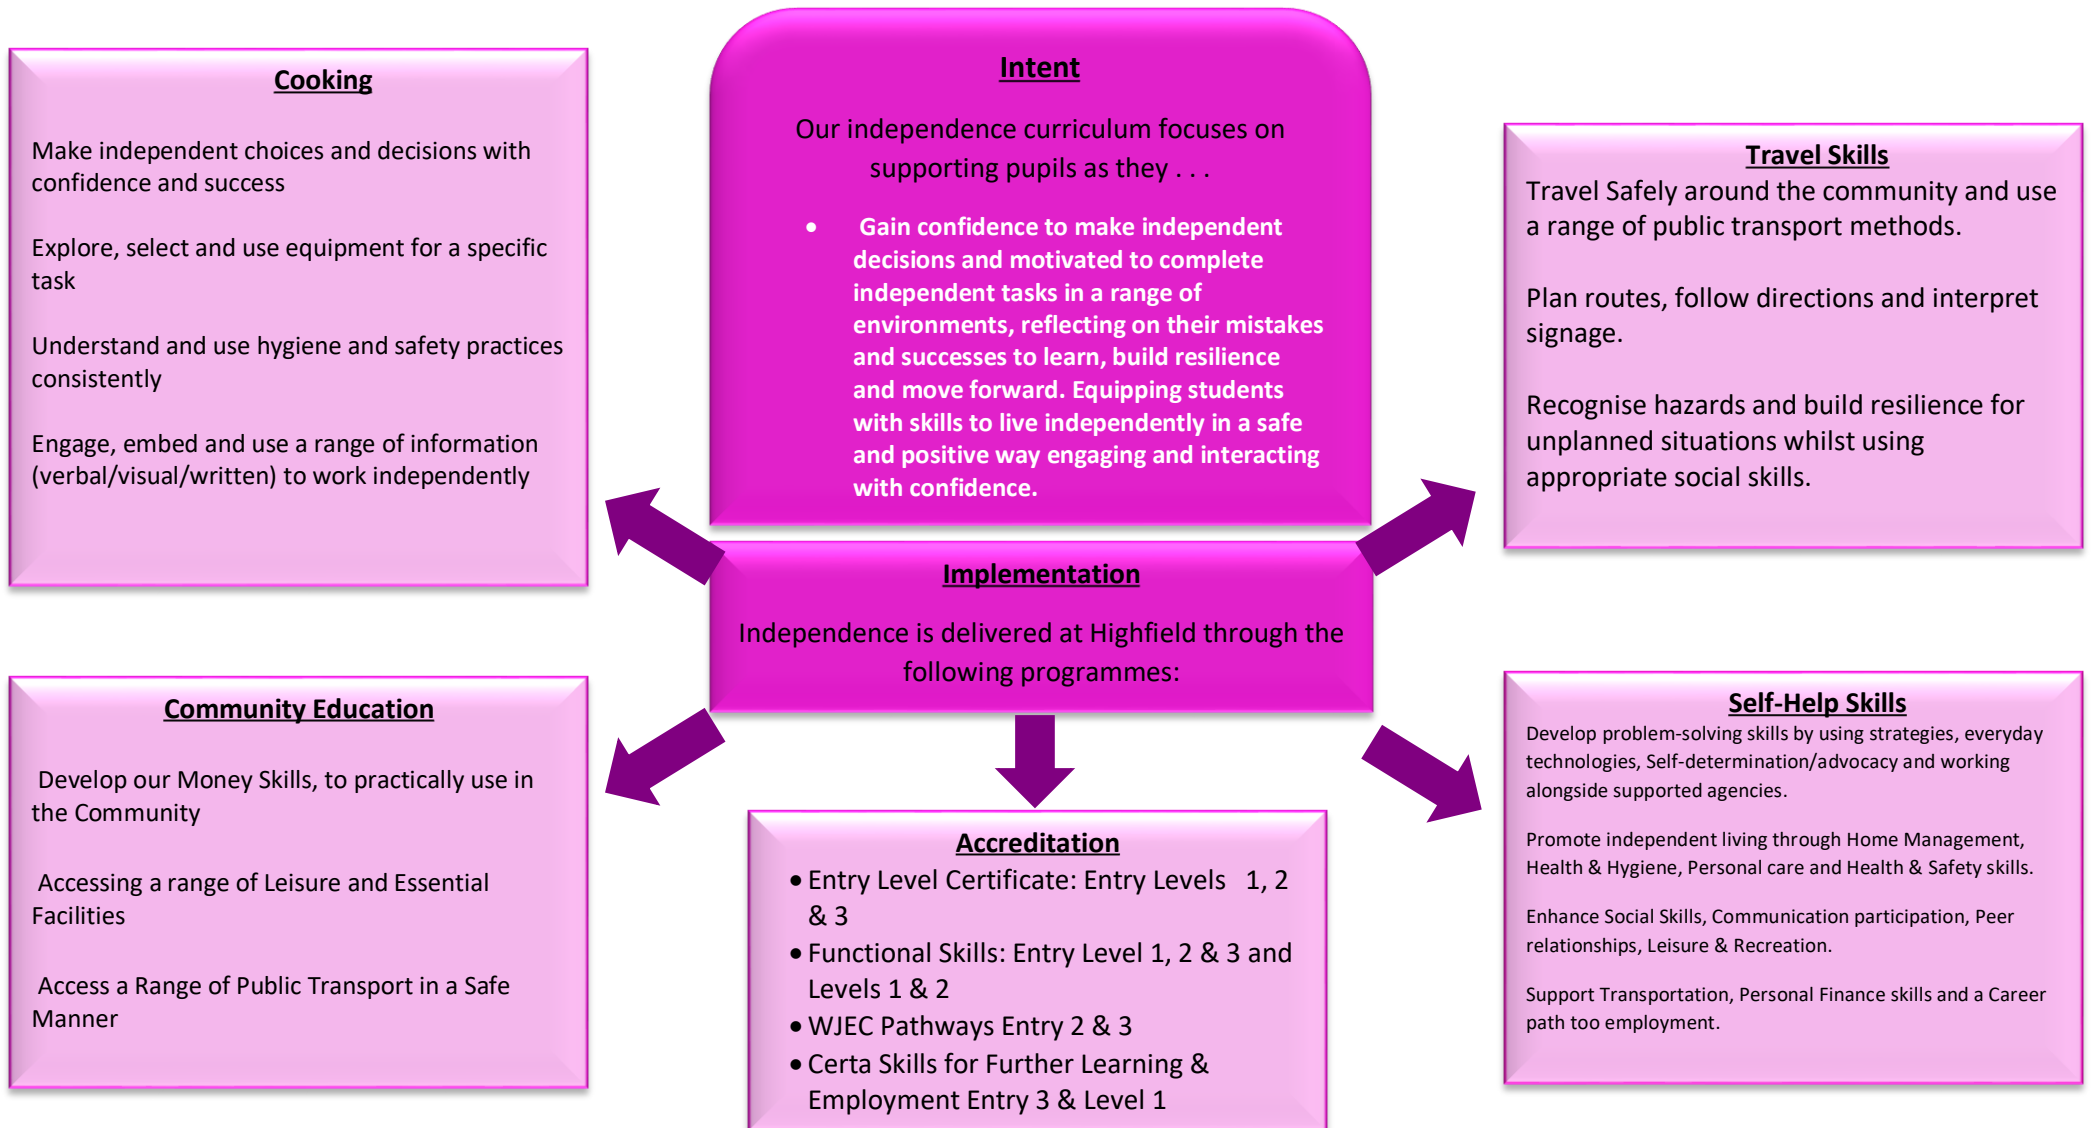 Cooking
Make independent choices and decisions with
confidence and success
Explore, select and use equipment for a specific
task
Understand and use hygiene and safety practices
consistently
Engage, embed and use a range of information
(verbal/visual/written) to work independently
Intent
Our independence curriculum focuses on
supporting pupils as they . . .
• Gain confidence to make independent
decisions and motivated to complete
independent tasks in a range of
environments, reflecting on their mistakes
and successes to learn, build resilience
and move forward. Equipping students
with skills to live independently in a safe
and positive way engaging and interacting
with confidence.
Travel Skills
Travel Safely around the community and use
a range of public transport methods.
Plan routes, follow directions and interpret
signage.
Recognise hazards and build resilience for
unplanned situations whilst using
appropriate social skills.
Implementation
Independence is delivered at Highfield through the
following programmes:
Community Education
Develop our Money Skills, to practically use in
the Community
Accessing a range of Leisure and Essential
Facilities
Access a Range of Public Transport in a Safe
Manner
Accreditation
• Entry Level Certificate: Entry Levels 1, 2
& 3
• Functional Skills: Entry Level 1, 2 & 3 and
Levels 1 & 2
• WJEC Pathways Entry 2 & 3
• Certa Skills for Further Learning &
Employment Entry 3 & Level 1
Self-Help Skills
Develop problem-solving skills by using strategies, everyday
technologies, Self-determination/advocacy and working
alongside supported agencies.
Promote independent living through Home Management,
Health & Hygiene, Personal care and Health & Safety skills.
Enhance Social Skills, Communication participation, Peer
relationships, Leisure & Recreation.
Support Transportation, Personal Finance skills and a Career
path too employment.